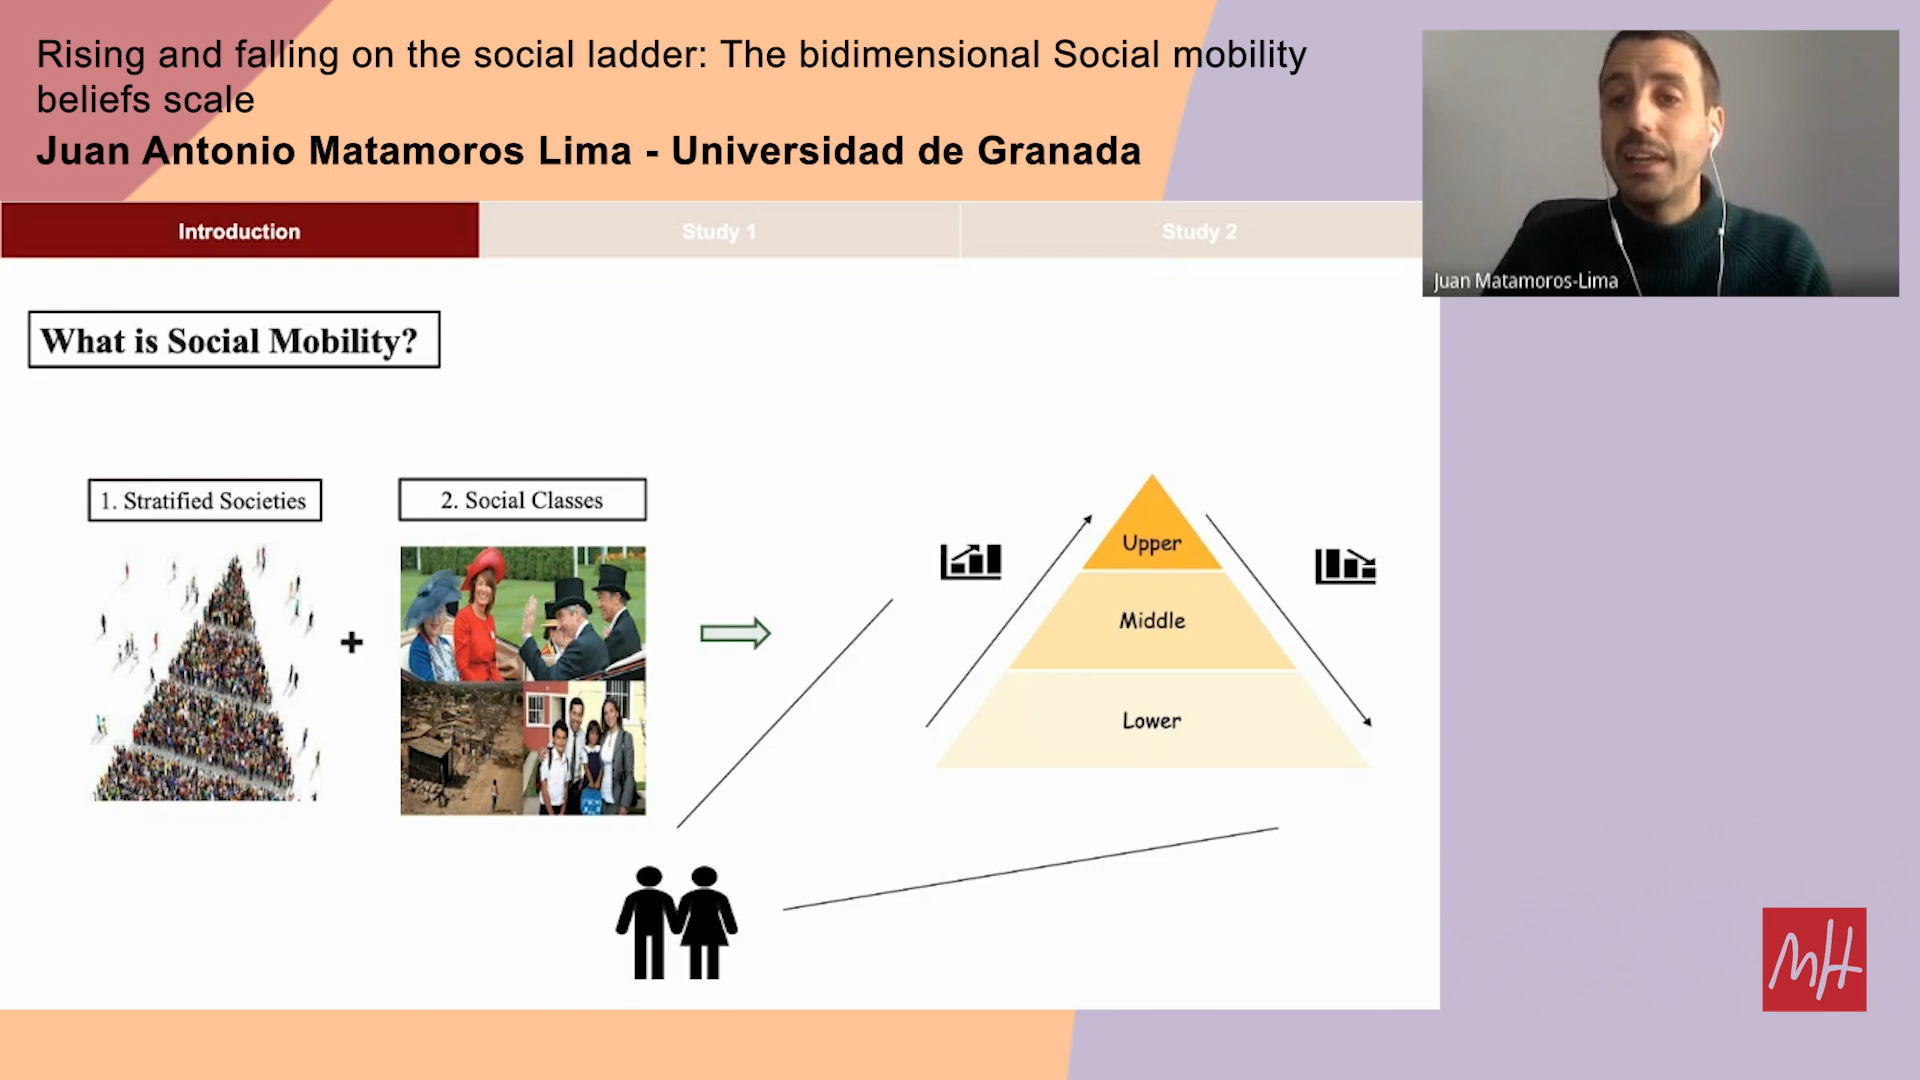 Rising and falling on the social ladder: The bidimensional Social mobility
beliefs scale
Juan Antonio Matamoros Lima - Universidad de Granada
Introduction
Study 1
Study 2
Juan Matamoros-Lima
What is Social Mobility?
1. Stratified Societies
2. Social Classes
+
Upper
Middle
Lower
MH